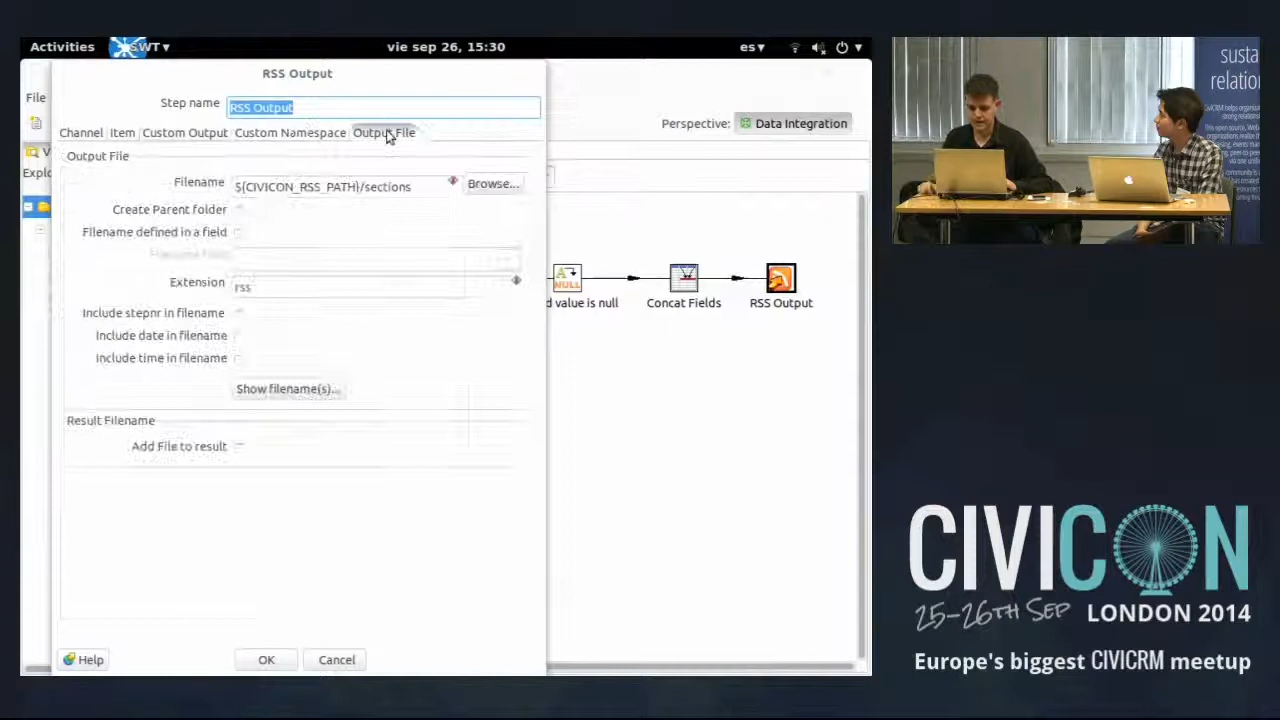 Activities SWT ▾ vie sep 26, 15:30 es ▾
RSS Output
File
Step name RSS Output
Perspective: Data Integration
Channel Item Custom Output Custom Namespace Output File
Output File
V
Explo
Filename ${CIVICON_RSS_PATH}/sections Browse...
Create Parent folder
Filename defined in a field
Extension rss
Include stepnr in filename
Include date in filename
Include time in filename
Show filename(s)...
Result Filename
Add File to result
Help OK Cancel
d value is null Concat Fields RSS Output
susta
relation
CIVICON
25-26TH SEP LONDON 2014
Europe's biggest CIVICRM meetup